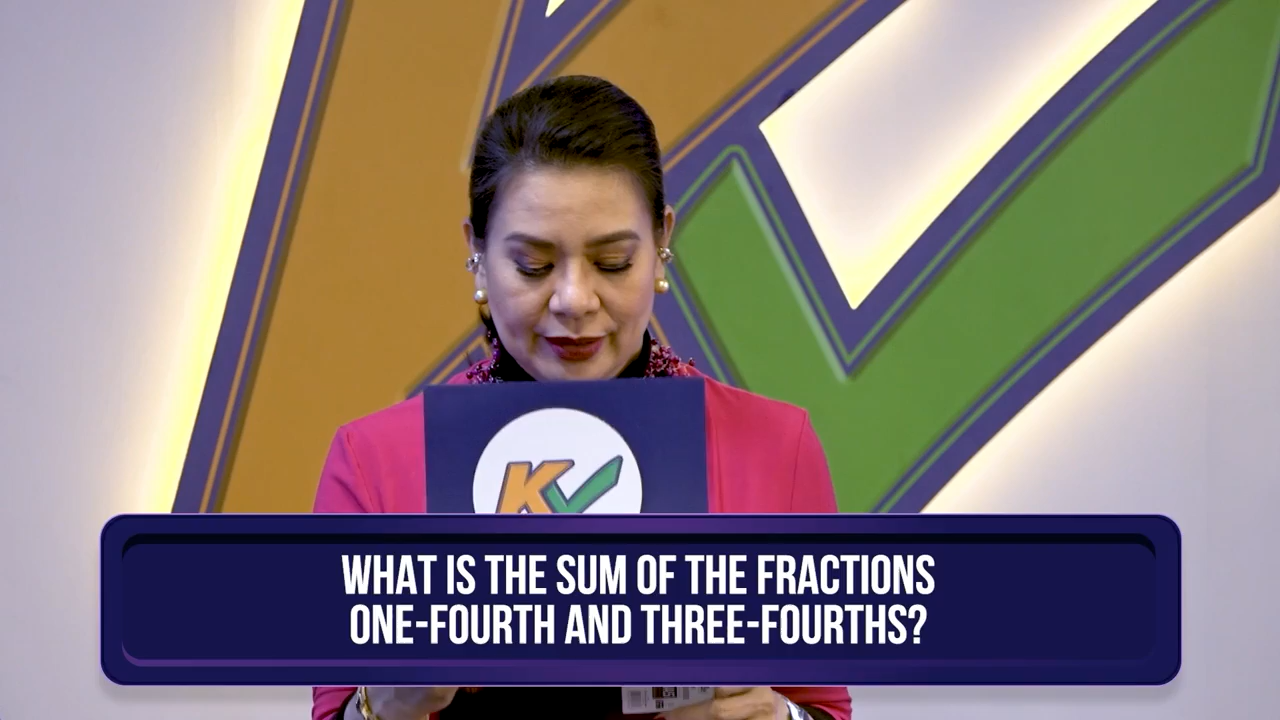 K
WHAT IS THE SUM OF THE FRACTIONS
ONE-FOURTH AND THREE-FOURTHS?